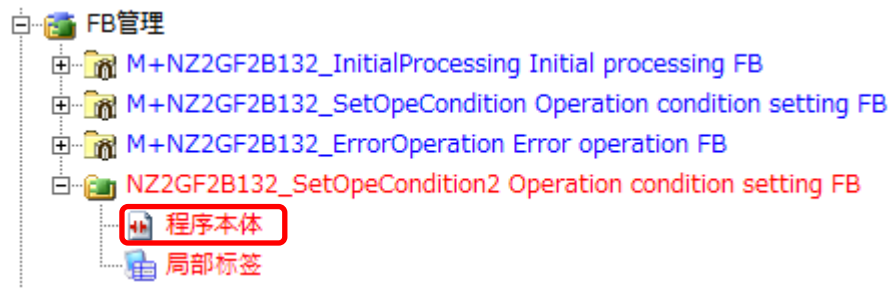 FB管理
M+NZ2GF2B132_InitialProcessing Initial processing FB
M+NZ2GF2B132_SetOpeCondition Operation condition setting FB
M+NZ2GF2B132_ErrorOperation Error operation FB
NZ2GF2B132_SetOpeCondition2 Operation condition setting FB
程序本体
局部标签